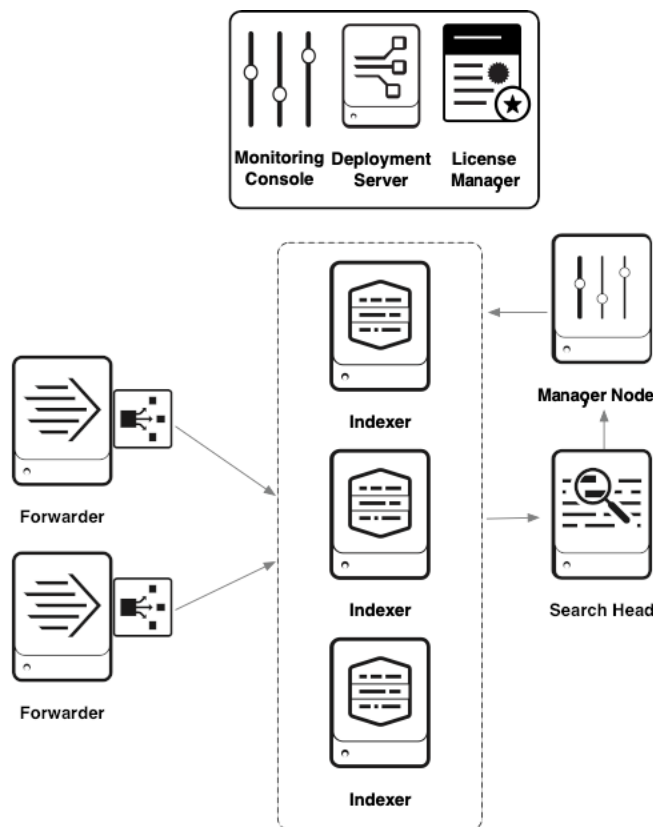 Monitoring Console
Deployment Server
License Manager
Indexer
Manager Node
Forwarder
Indexer
Search Head
Forwarder
Indexer